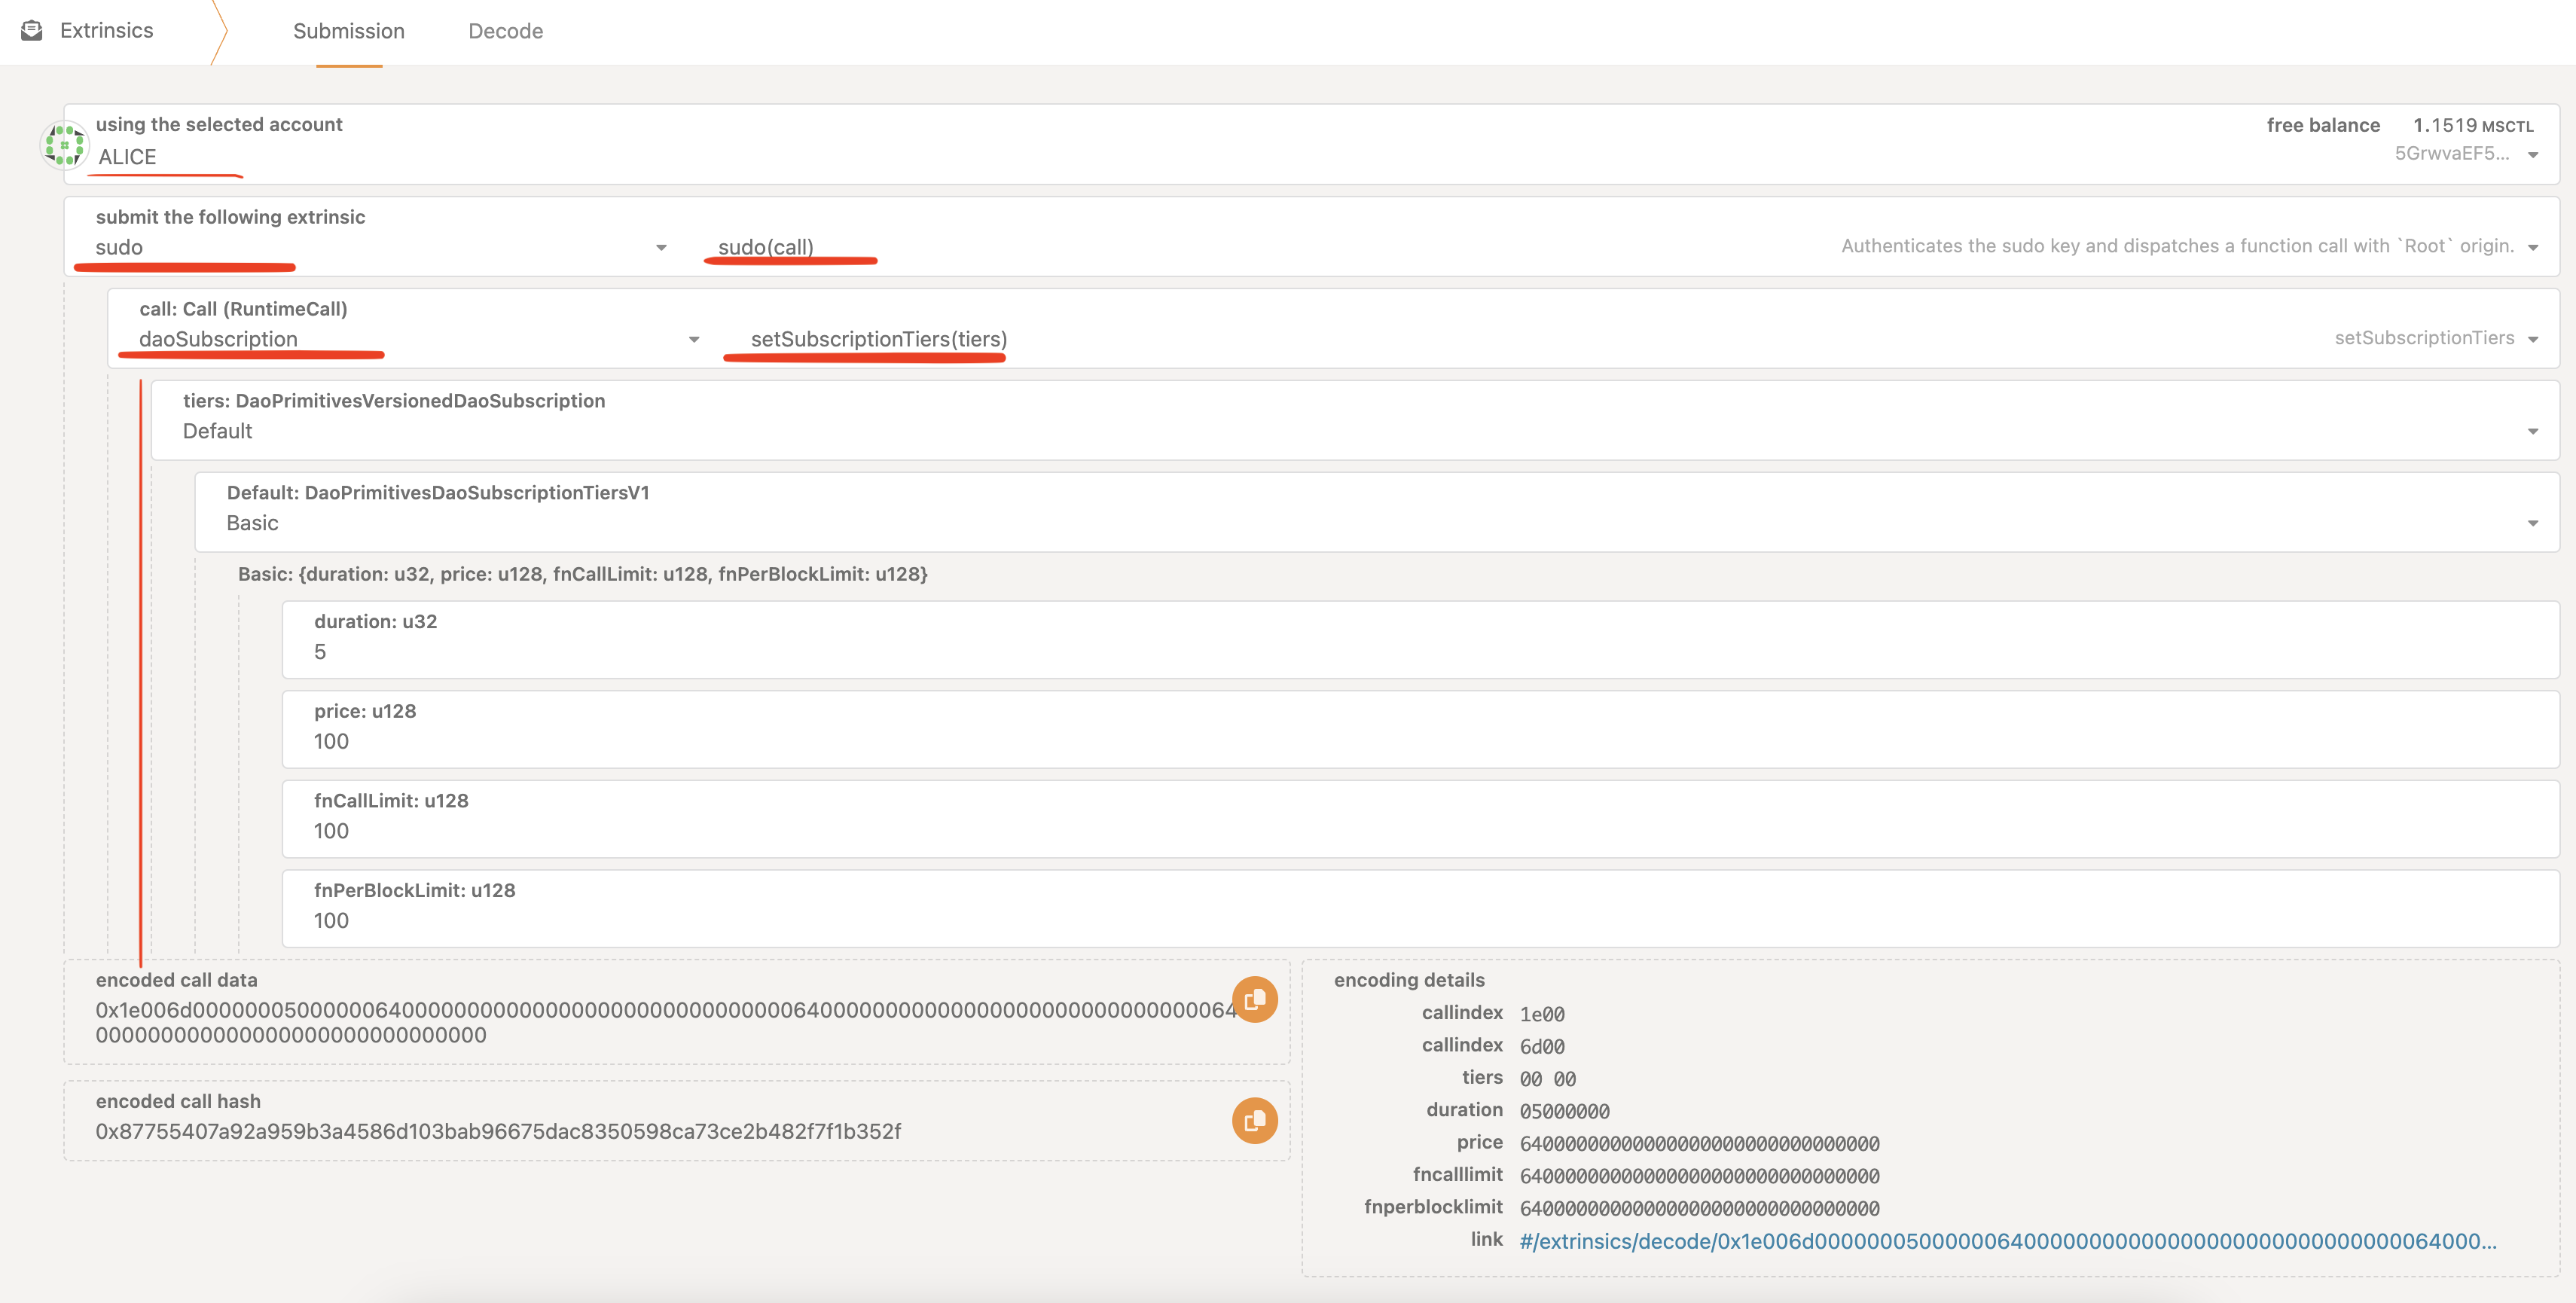 Extrinsics
Submission
Decode
using the selected account
ALICE
free balance 1.1519 MSCTL
5GrwvaEF5...
submit the following extrinsic
sudo
sudo(call)
Authenticates the sudo key and dispatches a function call with `Root` origin.
call: Call (RuntimeCall)
daoSubscription
setSubscriptionTiers(tiers)
setSubscriptionTiers
tiers: DaoPrimitivesVersionedDaoSubscription
Default
Default: DaoPrimitivesDaoSubscriptionTiersV1
Basic
Basic: {duration: u32, price: u128, fnCallLimit: u128, fnPerBlockLimit: u128}
duration: u32
5
price: u128
100
fnCallLimit: u128
100
fnPerBlockLimit: u128
100
encoded call data
0x1e006d00000005000000640000000000000000000000000000006400000000000000000000000000000064
000000000000000000000000000000
encoded call hash
0x87755407a92a959b3a4586d103bab96675dac8350598ca73ce2b482f7f1b352f
encoding details
callindex 1e00
callindex 6d00
tiers 00 00
duration 05000000
price 64000000000000000000000000000000
fncalllimit 64000000000000000000000000000000
fnperblocklimit 64000000000000000000000000000000
link #/extrinsics/decode/0x1e006d000000050000006400000000000000000000000000000064000...